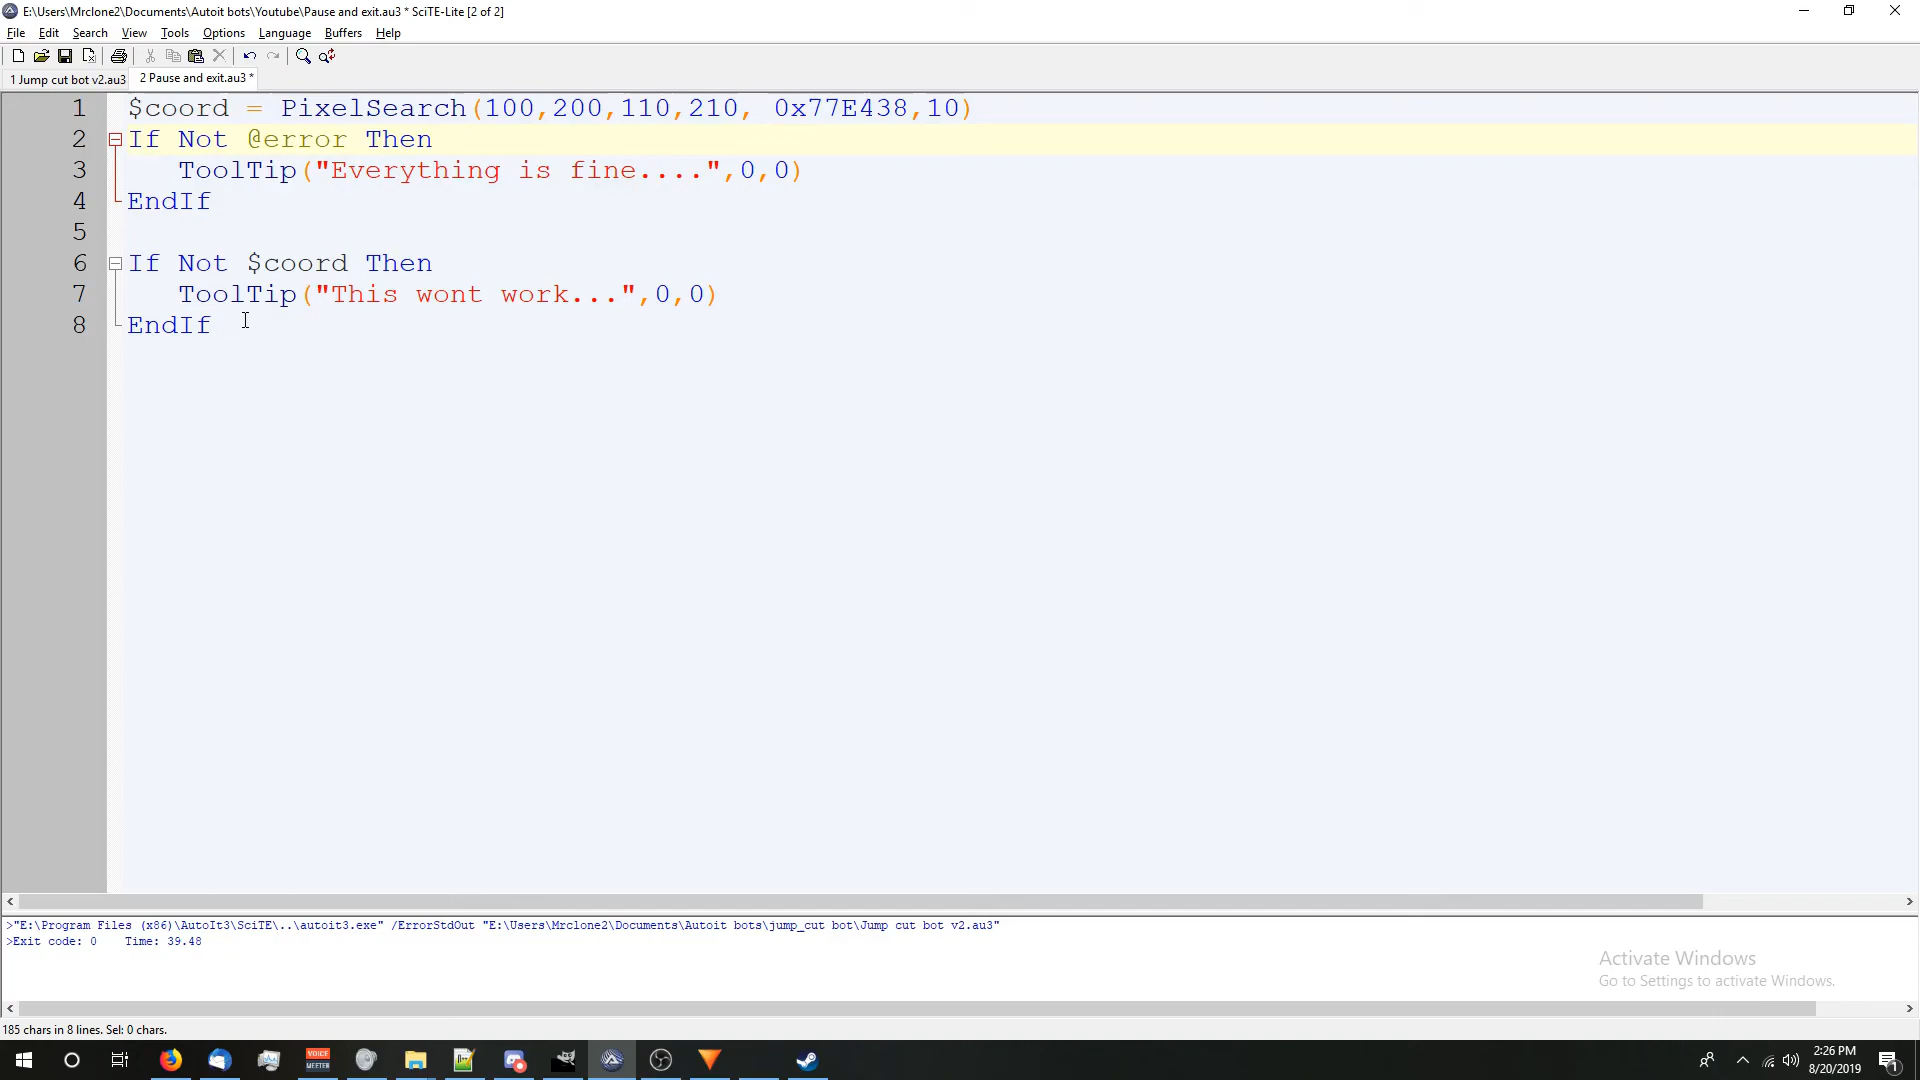 E:\Users\Mrclone2\Documents\Autoit bots\Youtube\Pause and exit.au3 * SciTE-Lite [2 of 2]
File Edit Search View Tools Options Language Buffers Help
1 Jump cut bot v2.au3 2 Pause and exit.au3 *
1 $coord = PixelSearch(100,200,110,210, 0x77E438,10)
2 If Not @error Then
3 ToolTip("Everything is fine....",0,0)
4 EndIf
5
6 If Not $coord Then
7 ToolTip("This wont work...",0,0)
8 EndIf
>"E:\Program Files (x86)\AutoIt3\SciTE\..\autoit3.exe" /ErrorStdOut "E:\Users\Mrclone2\Documents\Autoit bots\jump_cut bot\Jump cut bot v2.au3"
>Exit code: 0 Time: 39.48
Activate Windows
Go to Settings to activate Windows.
185 chars in 8 lines. Sel: 0 chars.
VOICE
MEETER
2:26 PM
8/20/2019
1